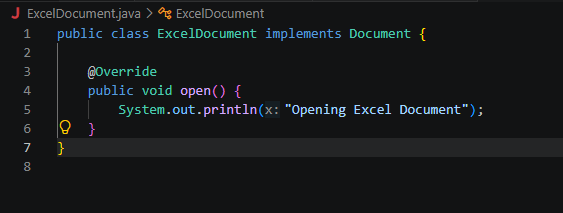 J ExcelDocument.java > ExcelDocument
1 public class ExcelDocument implements Document {
2
3 @Override
4 public void open() {
5 System.out.println(x: "Opening Excel Document");
6 }
7 }
8